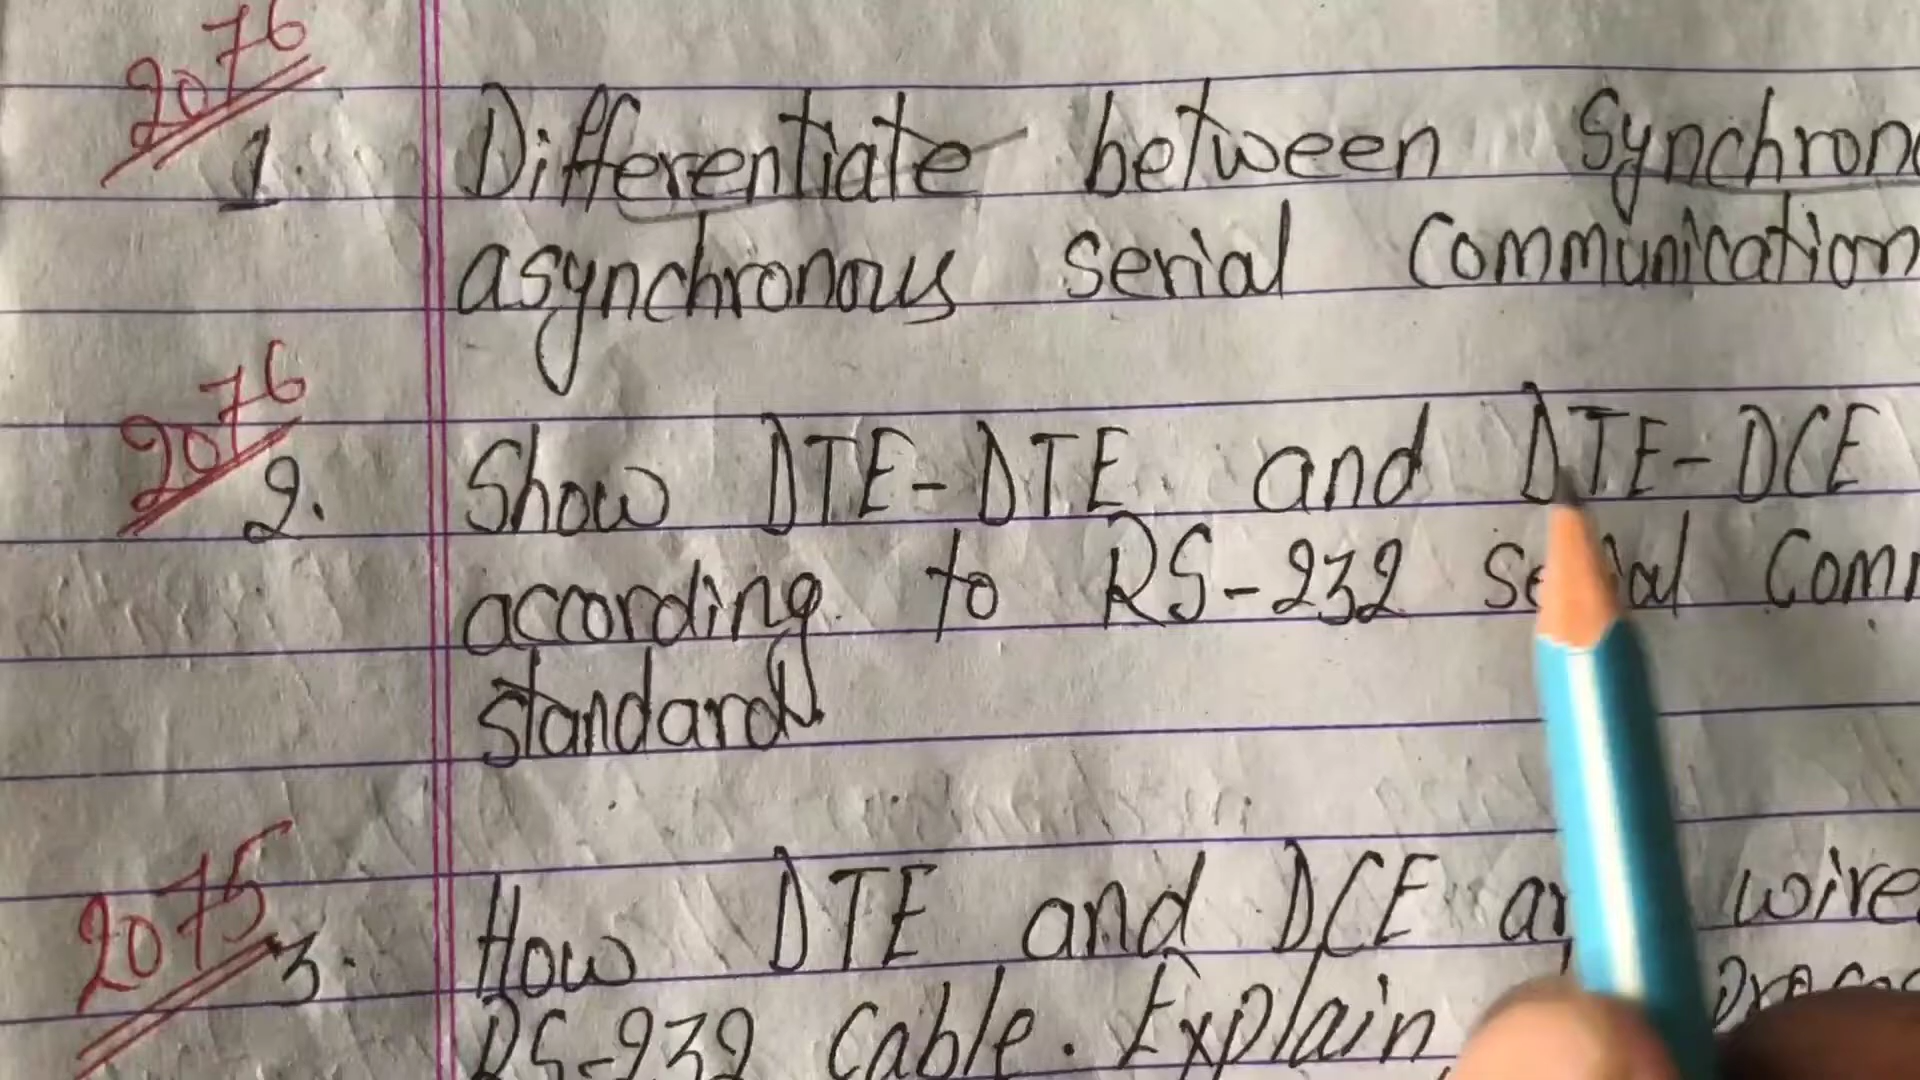 2076
1. Differentiate between Synchron
asynchronous serial Communication
2076
2. Show DTE-DTE and DTE-DCE
according to RS-232 Comm
standard
2075
3. How DTE and DCE wire
RS-232 Cable. Explain